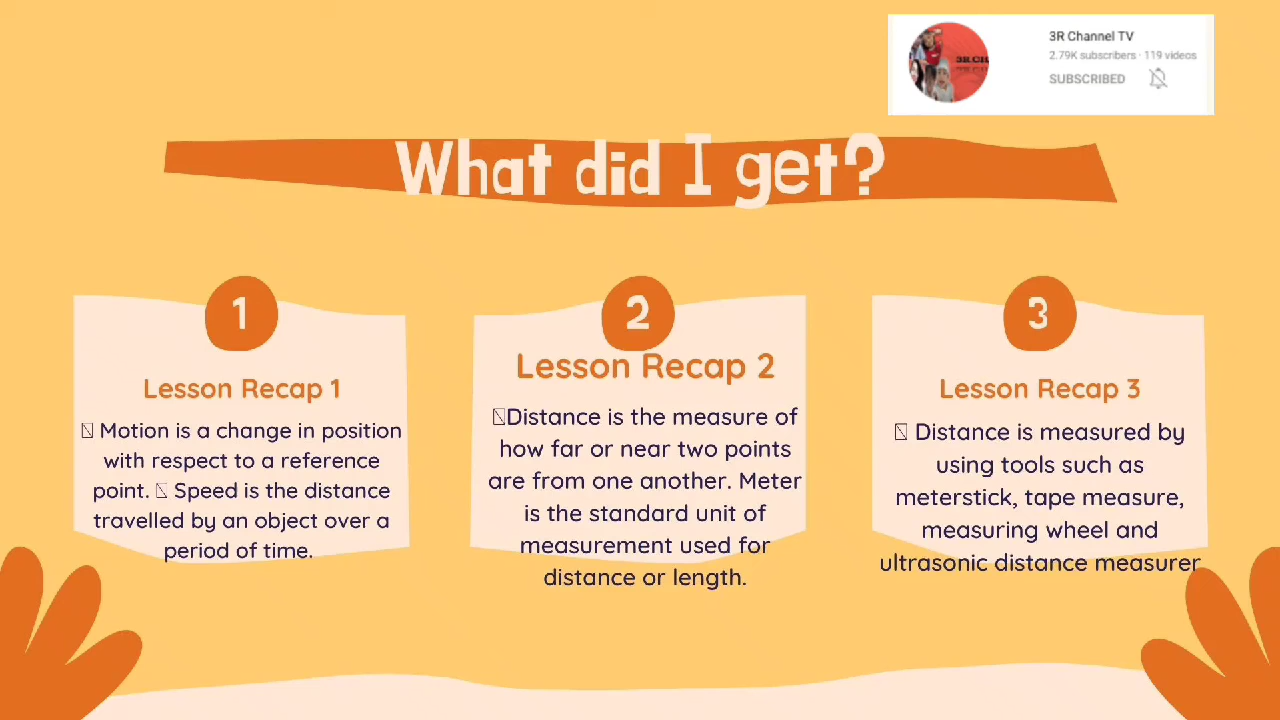 3R Channel TV
2.79K subscribers · 119 videos
SUBSCRIBED
What did I get?
1
Lesson Recap 1
Motion is a change in position
with respect to a reference
point. Speed is the distance
travelled by an object over a
period of time.
2
Lesson Recap 2
Distance is the measure of
how far or near two points
are from one another. Meter
is the standard unit of
measurement used for
distance or length.
3
Lesson Recap 3
Distance is measured by
using tools such as
meterstick, tape measure,
measuring wheel and
ultrasonic distance measurer